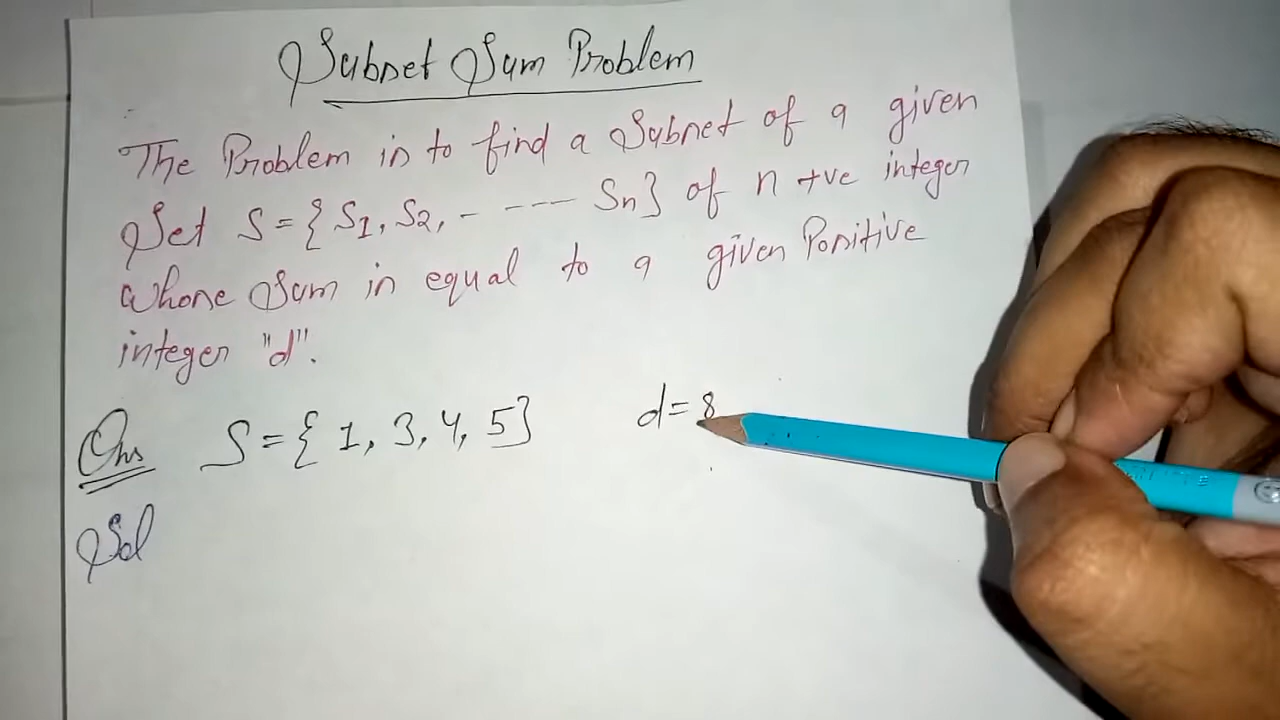 Subset Sum Problem
The Problem is to find a Subset of a given
Set S={S1, S2, - ---- Sn} of n +ve integer
whose Sum is equal to a given Positive
integer "d".
Qns S={ 1, 3, 4, 5} d=8
Sol